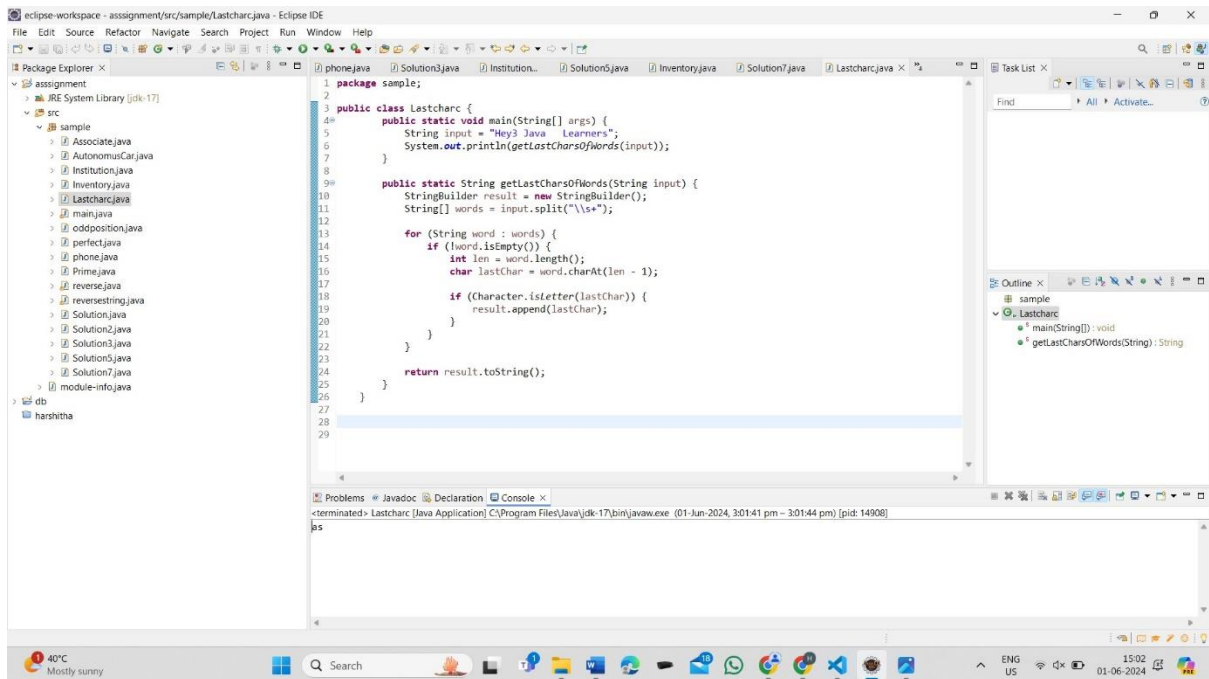 eclipse-workspace - asssignment/src/sample/Lastcharc.java - Eclipse IDE
File Edit Source Refactor Navigate Search Project Run Window Help
Package Explorer
asssignment
JRE System Library [jdk-17]
src
sample
Associate.java
AutonomusCar.java
Institution.java
Inventory.java
Lastcharc.java
main.java
oddposition.java
perfect.java
phone.java
Prime.java
reverse.java
reversestring.java
Solution.java
Solution2.java
Solution3.java
Solution5.java
Solution7.java
module-info.java
db
harshitha
phone.java Solution3.java Institution... Solution5.java Inventory.java Solution7.java Lastcharc.java
1 package sample;
2
3 public class Lastcharc {
4 public static void main(String[] args) {
5 String input = "Hey3 Java   Learners";
6 System.out.println(getLastCharsOfWords(input));
7 }
8
9 public static String getLastCharsOfWords(String input) {
10 StringBuilder result = new StringBuilder();
11 String[] words = input.split("\\s+");
12
13 for (String word : words) {
14 if (!word.isEmpty()) {
15 int len = word.length();
16 char lastChar = word.charAt(len - 1);
17
18 if (Character.isLetter(lastChar)) {
19 result.append(lastChar);
20 }
21 }
22 }
23
24 return result.toString();
25 }
26 }
27
28
29
Task List
Find All Activate...
Outline
sample
Lastcharc
main(String[]) : void
getLastCharsOfWords(String) : String
Problems Javadoc Declaration Console
<terminated> Lastcharc [Java Application] C:\Program Files\Java\jdk-17\bin\javaw.exe (01-Jun-2024, 3:01:41 pm – 3:01:44 pm) [pid: 14908]
as
40°C
Mostly sunny
Search
18
ENG
US
15:02
01-06-2024
PRE